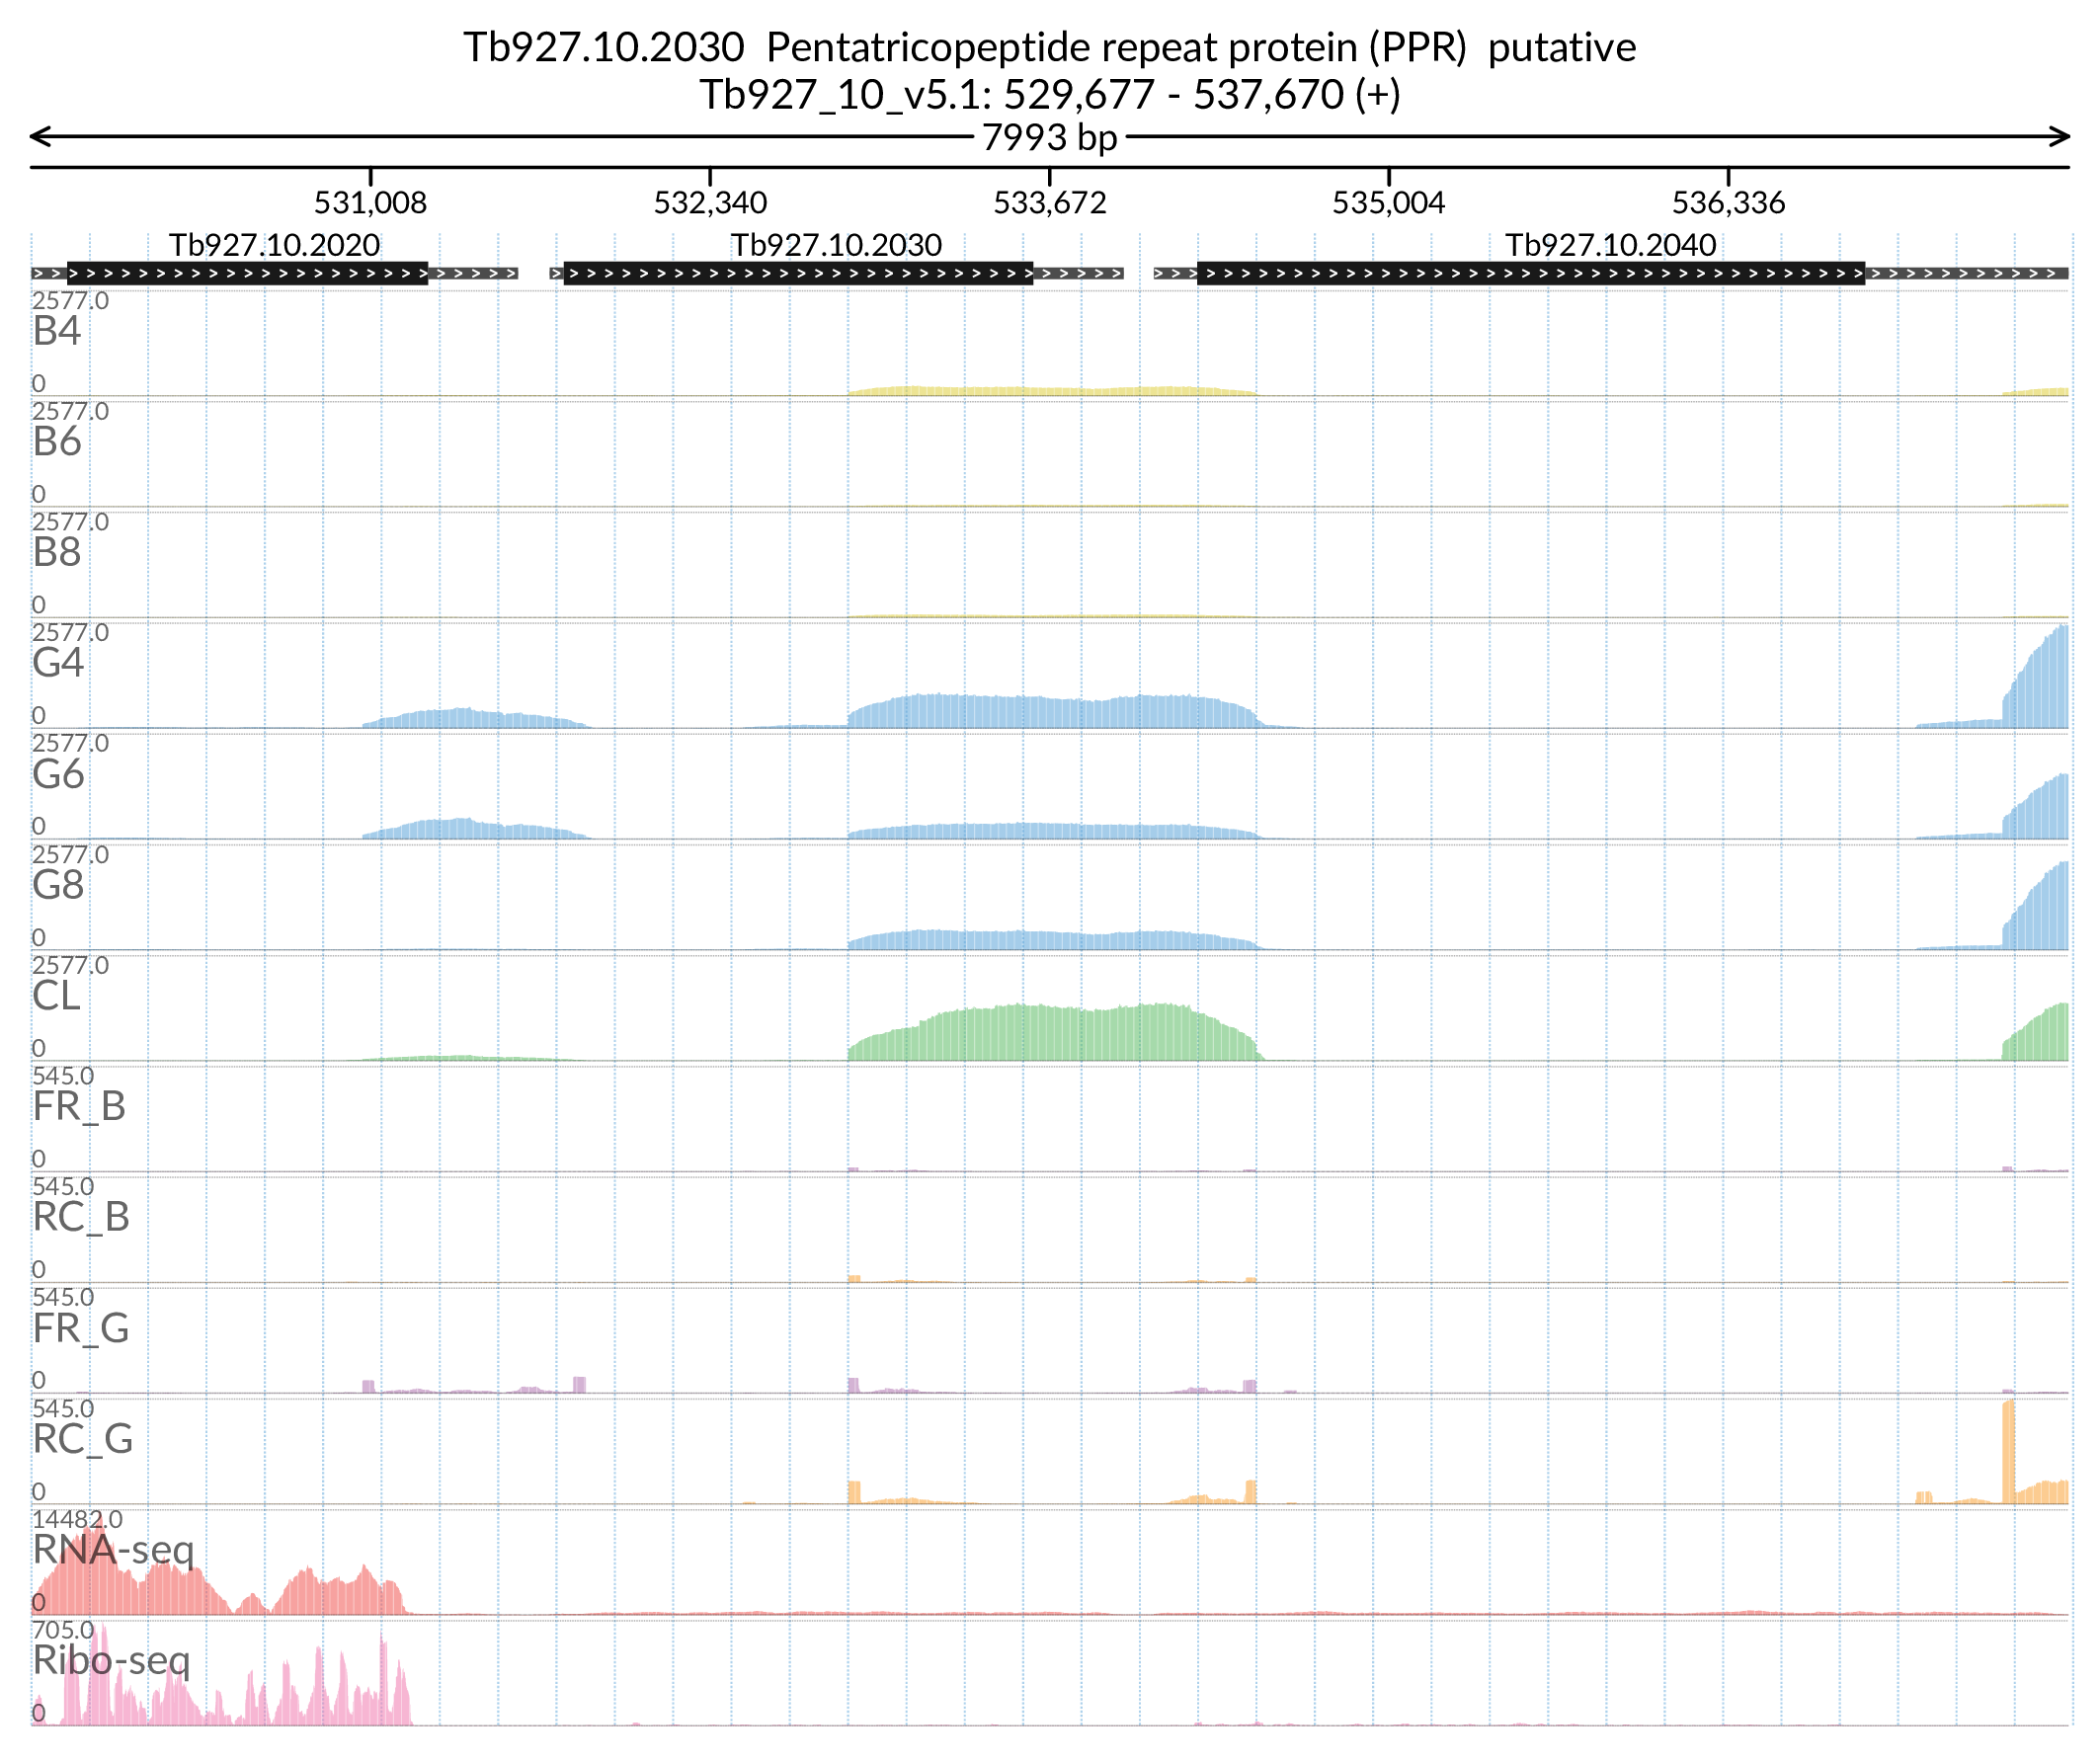 Tb927.10.2030  Pentatricopeptide repeat protein (PPR)  putative
Tb927_10_v5.1: 529,677 - 537,670 (+)
7993 bp
531,008 532,340 533,672 535,004 536,336
Tb927.10.2020 Tb927.10.2030 Tb927.10.2040
2577.0
B4
0
2577.0
B6
0
2577.0
B8
0
2577.0
G4
0
2577.0
G6
0
2577.0
G8
0
2577.0
CL
0
545.0
FR_B
0
545.0
RC_B
0
545.0
FR_G
0
545.0
RC_G
0
14482.0
RNA-seq
0
705.0
Ribo-seq
0